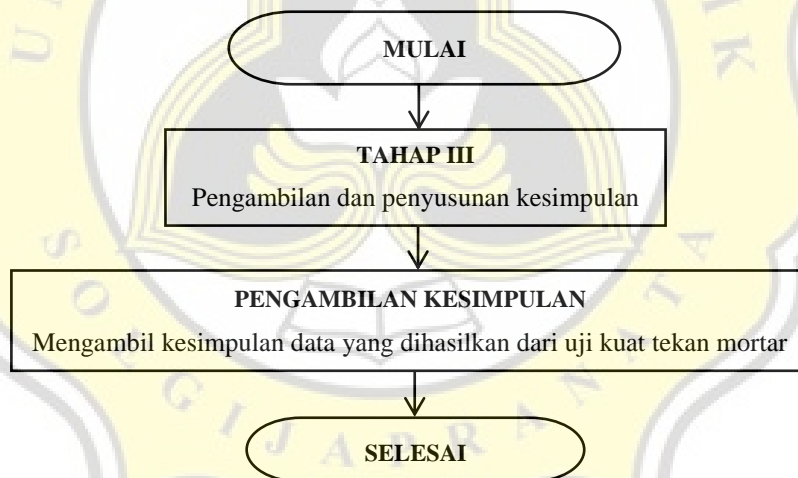 MULAI
TAHAP III
Pengambilan dan penyusunan kesimpulan
PENGAMBILAN KESIMPULAN
Mengambil kesimpulan data yang dihasilkan dari uji kuat tekan mortar
SELESAI
SOEGIJAPRANATA